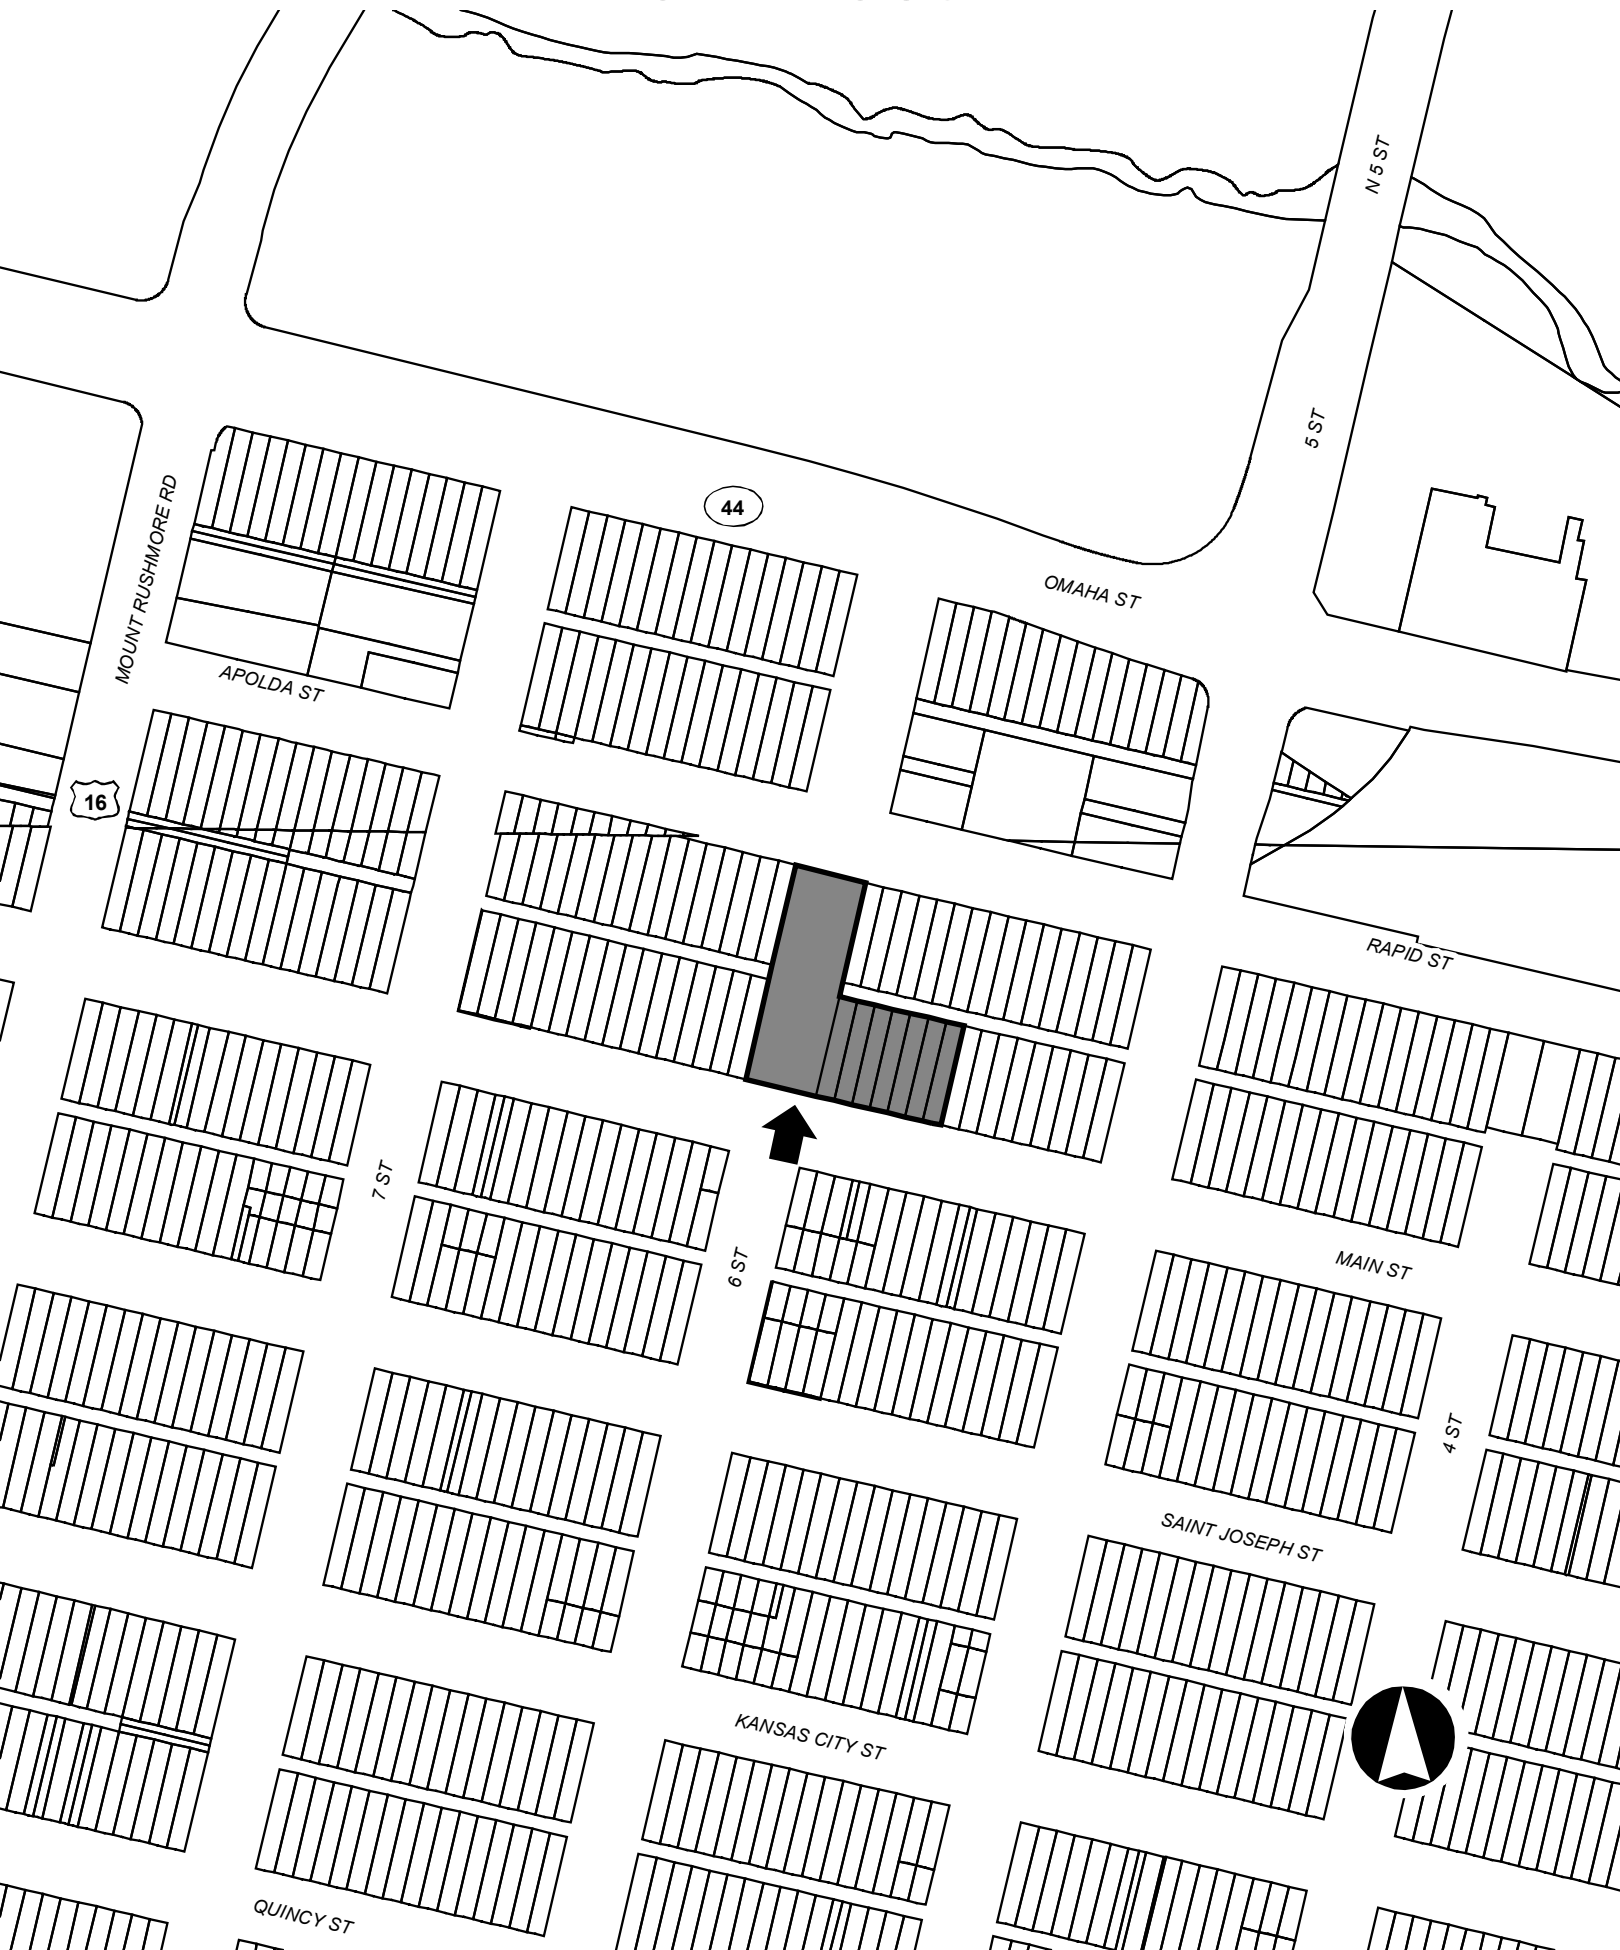 N 5 ST
5 ST
44
MOUNT RUSHMORE RD
OMAHA ST
APOLDA ST
16
RAPID ST
7 ST
6 ST
MAIN ST
4 ST
SAINT JOSEPH ST
KANSAS CITY ST
QUINCY ST